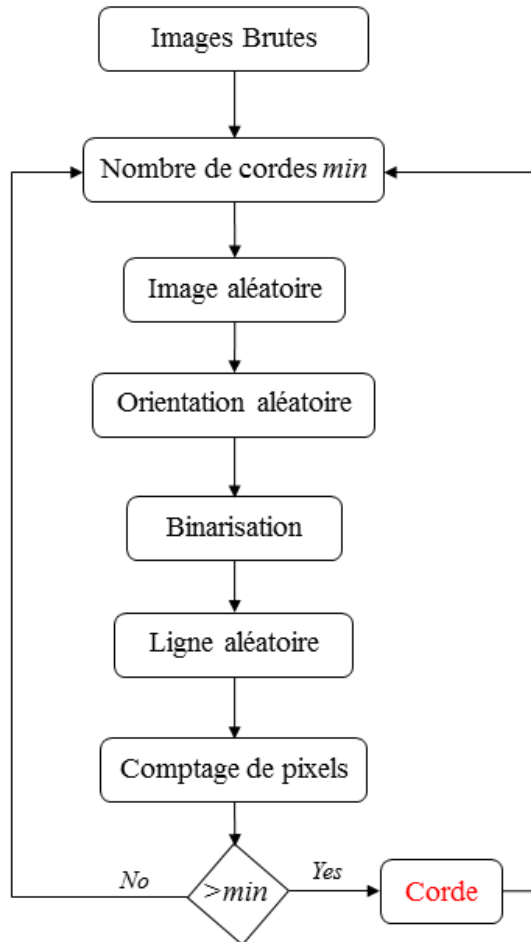 Images Brutes
Nombre de cordes min
Image aléatoire
Orientation aléatoire
Binarisation
Ligne aléatoire
Comptage de pixels
No
>min
Yes
Corde